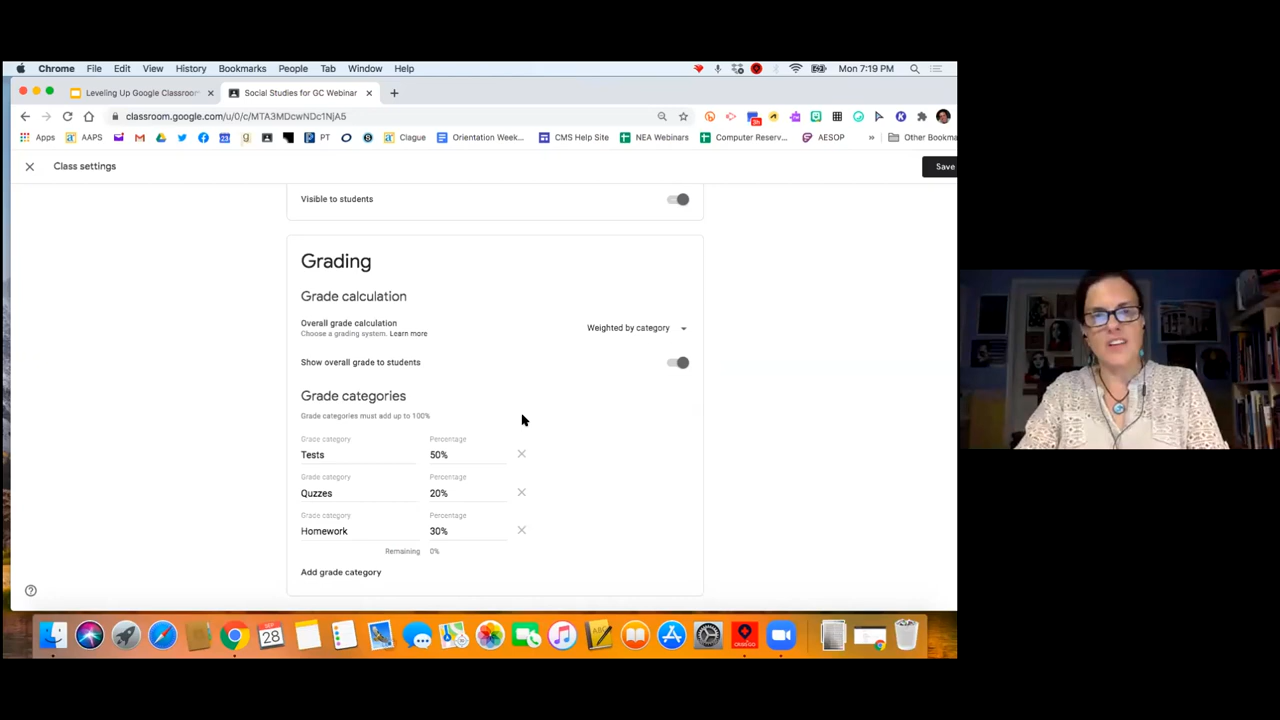 Chrome File Edit View History Bookmarks People Tab Window Help Mon 7:19 PM
Leveling Up Google Classroom Social Studies for GC Webinar
classroom.google.com/u/0/c/MTA3MDcwNDc1NjA5
Apps AAPS PT Clague Orientation Week... CMS Help Site NEA Webinars Computer Reserv... AESOP » Other Bookma
Class settings Save
Visible to students
Grading
Grade calculation
Overall grade calculation
Choose a grading system. Learn more
Weighted by category
Show overall grade to students
Grade categories
Grade categories must add up to 100%
Grade category Percentage
Tests 50%
Grade category Percentage
Quzzes 20%
Grade category Percentage
Homework 30%
Remaining 0%
Add grade category
28